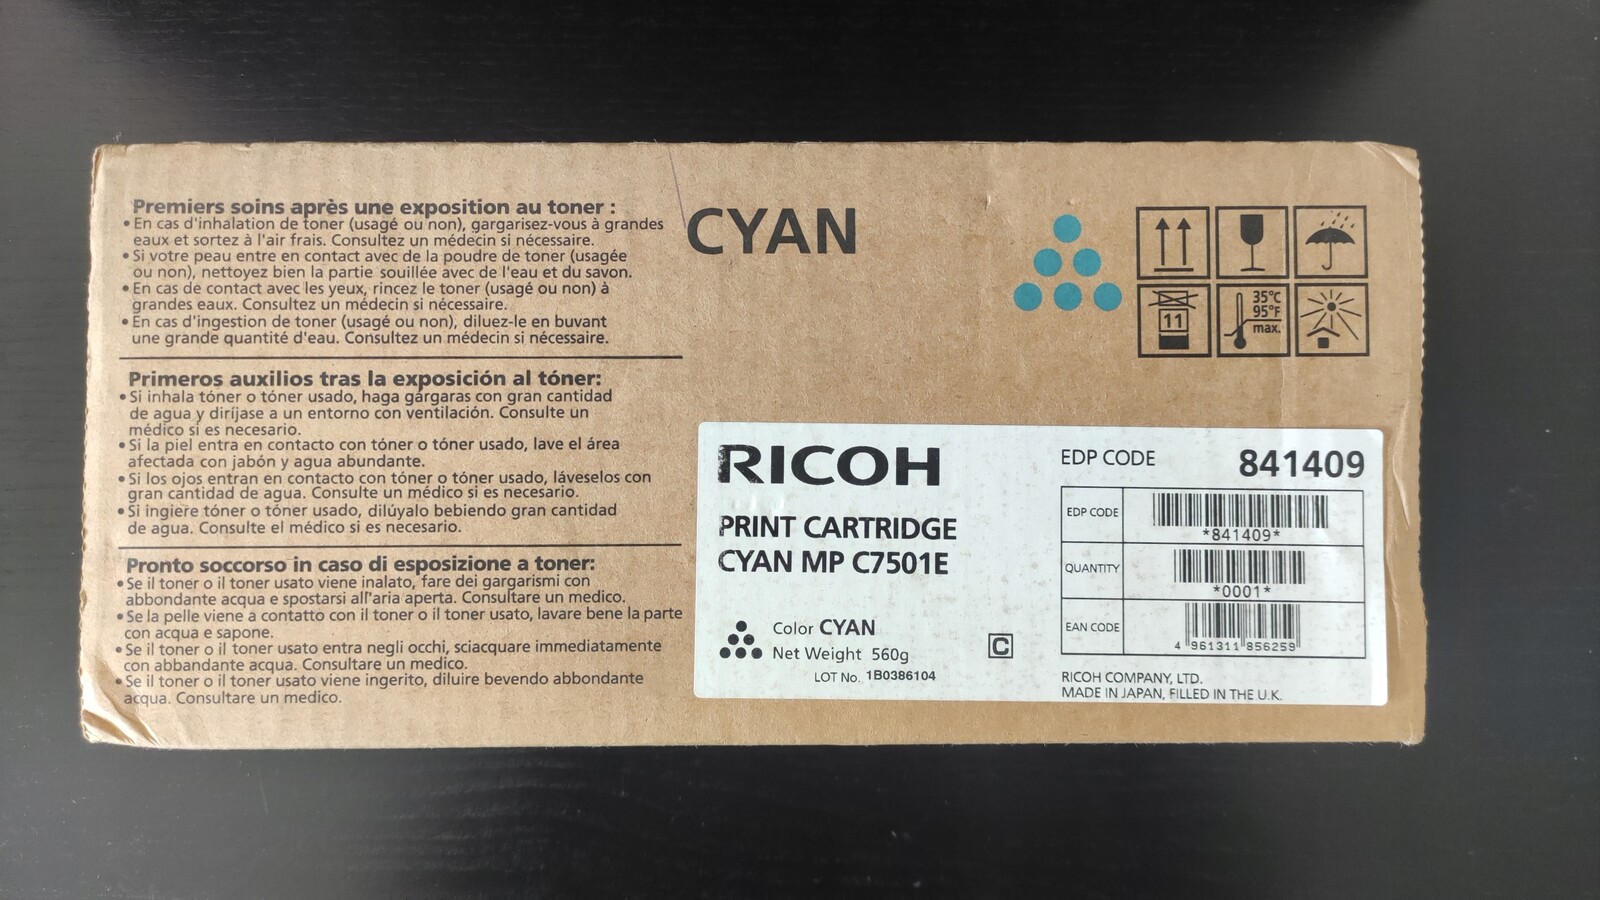 Premiers soins après une exposition au toner :
• En cas d'inhalation de toner (usagé ou non), gargarisez-vous à grandes
eaux et sortez à l'air frais. Consultez un médecin si nécessaire.
• Si votre peau entre en contact avec de la poudre de toner (usagée
ou non), nettoyez bien la partie souillée avec de l'eau et du savon.
• En cas de contact avec les yeux, rincez le toner (usagé ou non) à
grandes eaux. Consultez un médecin si nécessaire.
• En cas d'ingestion de toner (usagé ou non), diluez-le en buvant
une grande quantité d'eau. Consultez un médecin si nécessaire.
Primeros auxilios tras la exposición al tóner:
• Si inhala tóner o tóner usado, haga gárgaras con gran cantidad
de agua y diríjase a un entorno con ventilación. Consulte un
médico si es necesario.
• Si la piel entra en contacto con tóner o tóner usado, lave el área
afectada con jabón y agua abundante.
• Si los ojos entran en contacto con tóner o tóner usado, láveselos con
gran cantidad de agua. Consulte un médico si es necesario.
• Si ingiere tóner o tóner usado, dilúyalo bebiendo gran cantidad
de agua. Consulte el médico si es necesario.
Pronto soccorso in caso di esposizione a toner:
• Se il toner o il toner usato viene inalato, fare dei gargarismi con
abbondante acqua e spostarsi all'aria aperta. Consultare un medico.
• Se la pelle viene a contatto con il toner o il toner usato, lavare bene la parte
con acqua e sapone.
• Se il toner o il toner usato entra negli occhi, sciacquare immediatamente
con abbandante acqua. Consultare un medico.
• Se il toner o il toner usato viene ingerito, diluire bevendo abbondante
acqua. Consultare un medico.
CYAN
11
35°C
95°F
max.
RICOH
PRINT CARTRIDGE
CYAN MP C7501E
Color CYAN
Net Weight 560g
LOT No. 1B0386104
C
EDP CODE 841409
EDP CODE
*841409*
QUANTITY
*0001*
EAN CODE
4 961311 856259
RICOH COMPANY, LTD.
MADE IN JAPAN, FILLED IN THE U.K.